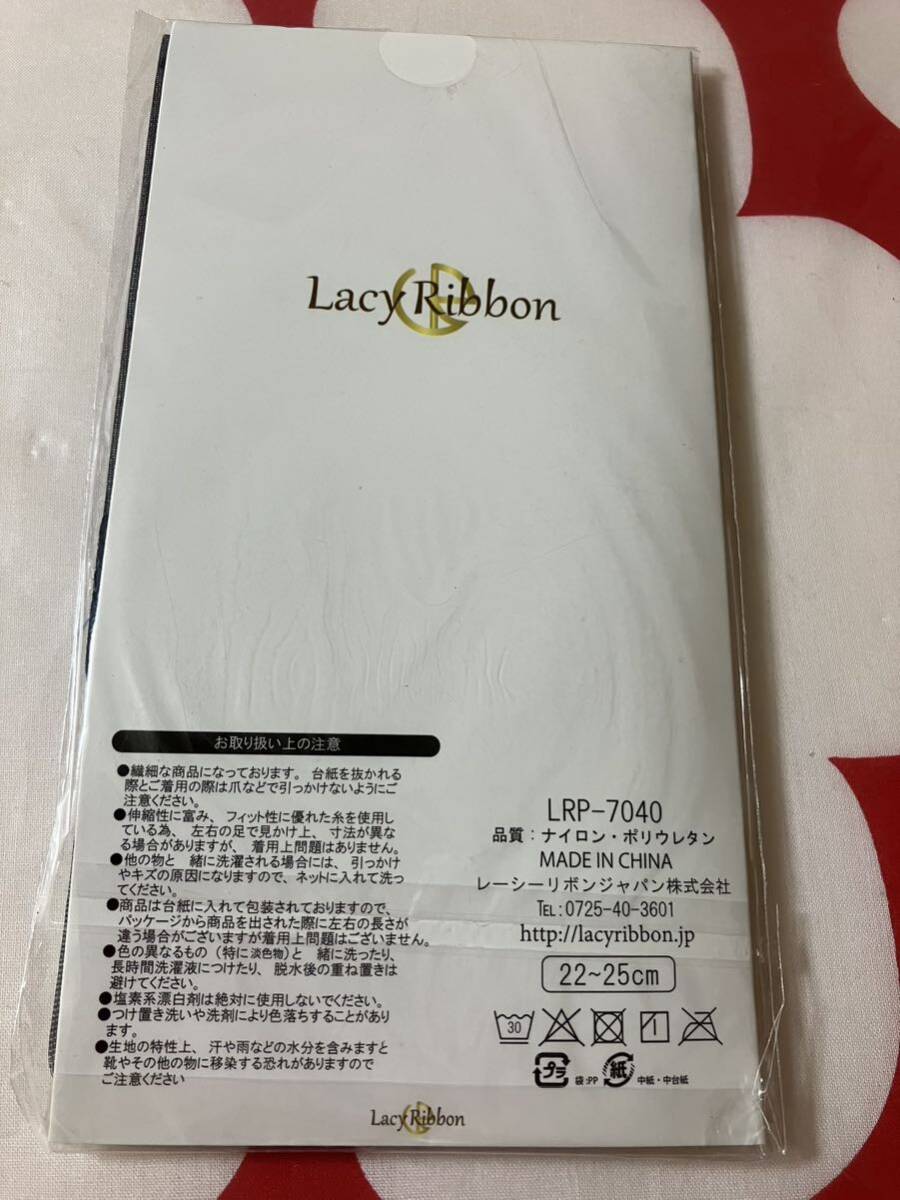 Lacy Ribbon
お取り扱い上の注意
●繊細な商品になっております。 台紙を抜かれる
際とご着用の際は爪などで引っかけないようにご
注意ください。
●伸縮性に富み、 フィット性に優れた糸を使用し
ている為、 左右の足で見かけ上、 寸法が異な
る場合がありますが、 着用上問題はありません。
●他の物と 緒に洗濯される場合には、 引っかけ
やキズの原因になりますので、ネットに入れて洗っ
てください。
●商品は台紙に入れて包装されておりますので、
パッケージから商品を出された際に左右の長さが
違う場合がございますが着用上問題はございません。
●色の異なるもの (特に淡色物)と 緒に洗ったり、
長時間洗濯液につけたり、 脱水後の重ね置きは
避けてください。
●塩素系漂白剤は絶対に使用しないでください。
●つけ置き洗いや洗剤により色落ちすることがあり
ます。
●生地の特性上、 汗や雨などの水分を含みますと
靴やその他の物に移染する恐れがありますので
ご注意ください
LRP-7040
品質：ナイロン・ポリウレタン
MADE IN CHINA
レーシーリボンジャパン株式会社
TEL:0725-40-3601
http://lacyribbon.jp
22~25cm
30
プラ 袋:PP 紙 中紙・中台紙
Lacy Ribbon